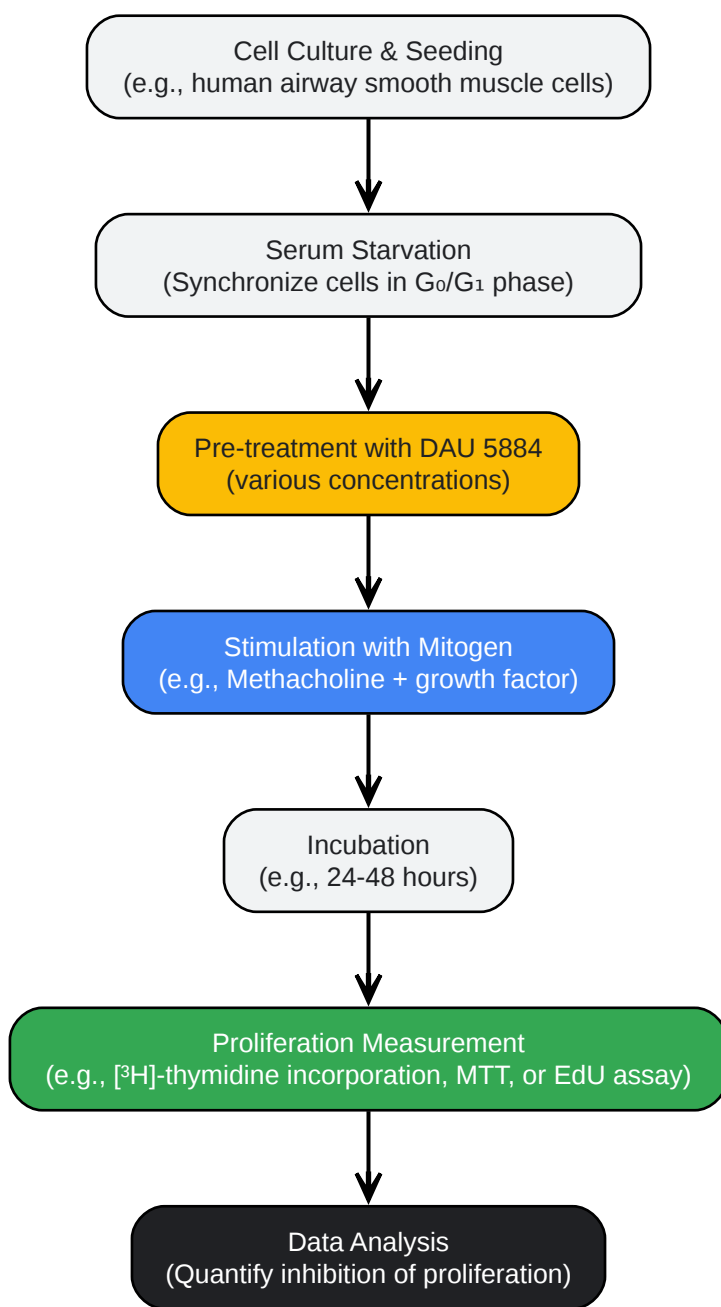 Cell Culture & Seeding
(e.g., human airway smooth muscle cells)
Serum Starvation
(Synchronize cells in G₀/G₁ phase)
Pre-treatment with DAU 5884
(various concentrations)
Stimulation with Mitogen
(e.g., Methacholine + growth factor)
Incubation
(e.g., 24-48 hours)
Proliferation Measurement
(e.g., [³H]-thymidine incorporation, MTT, or EdU assay)
Data Analysis
(Quantify inhibition of proliferation)